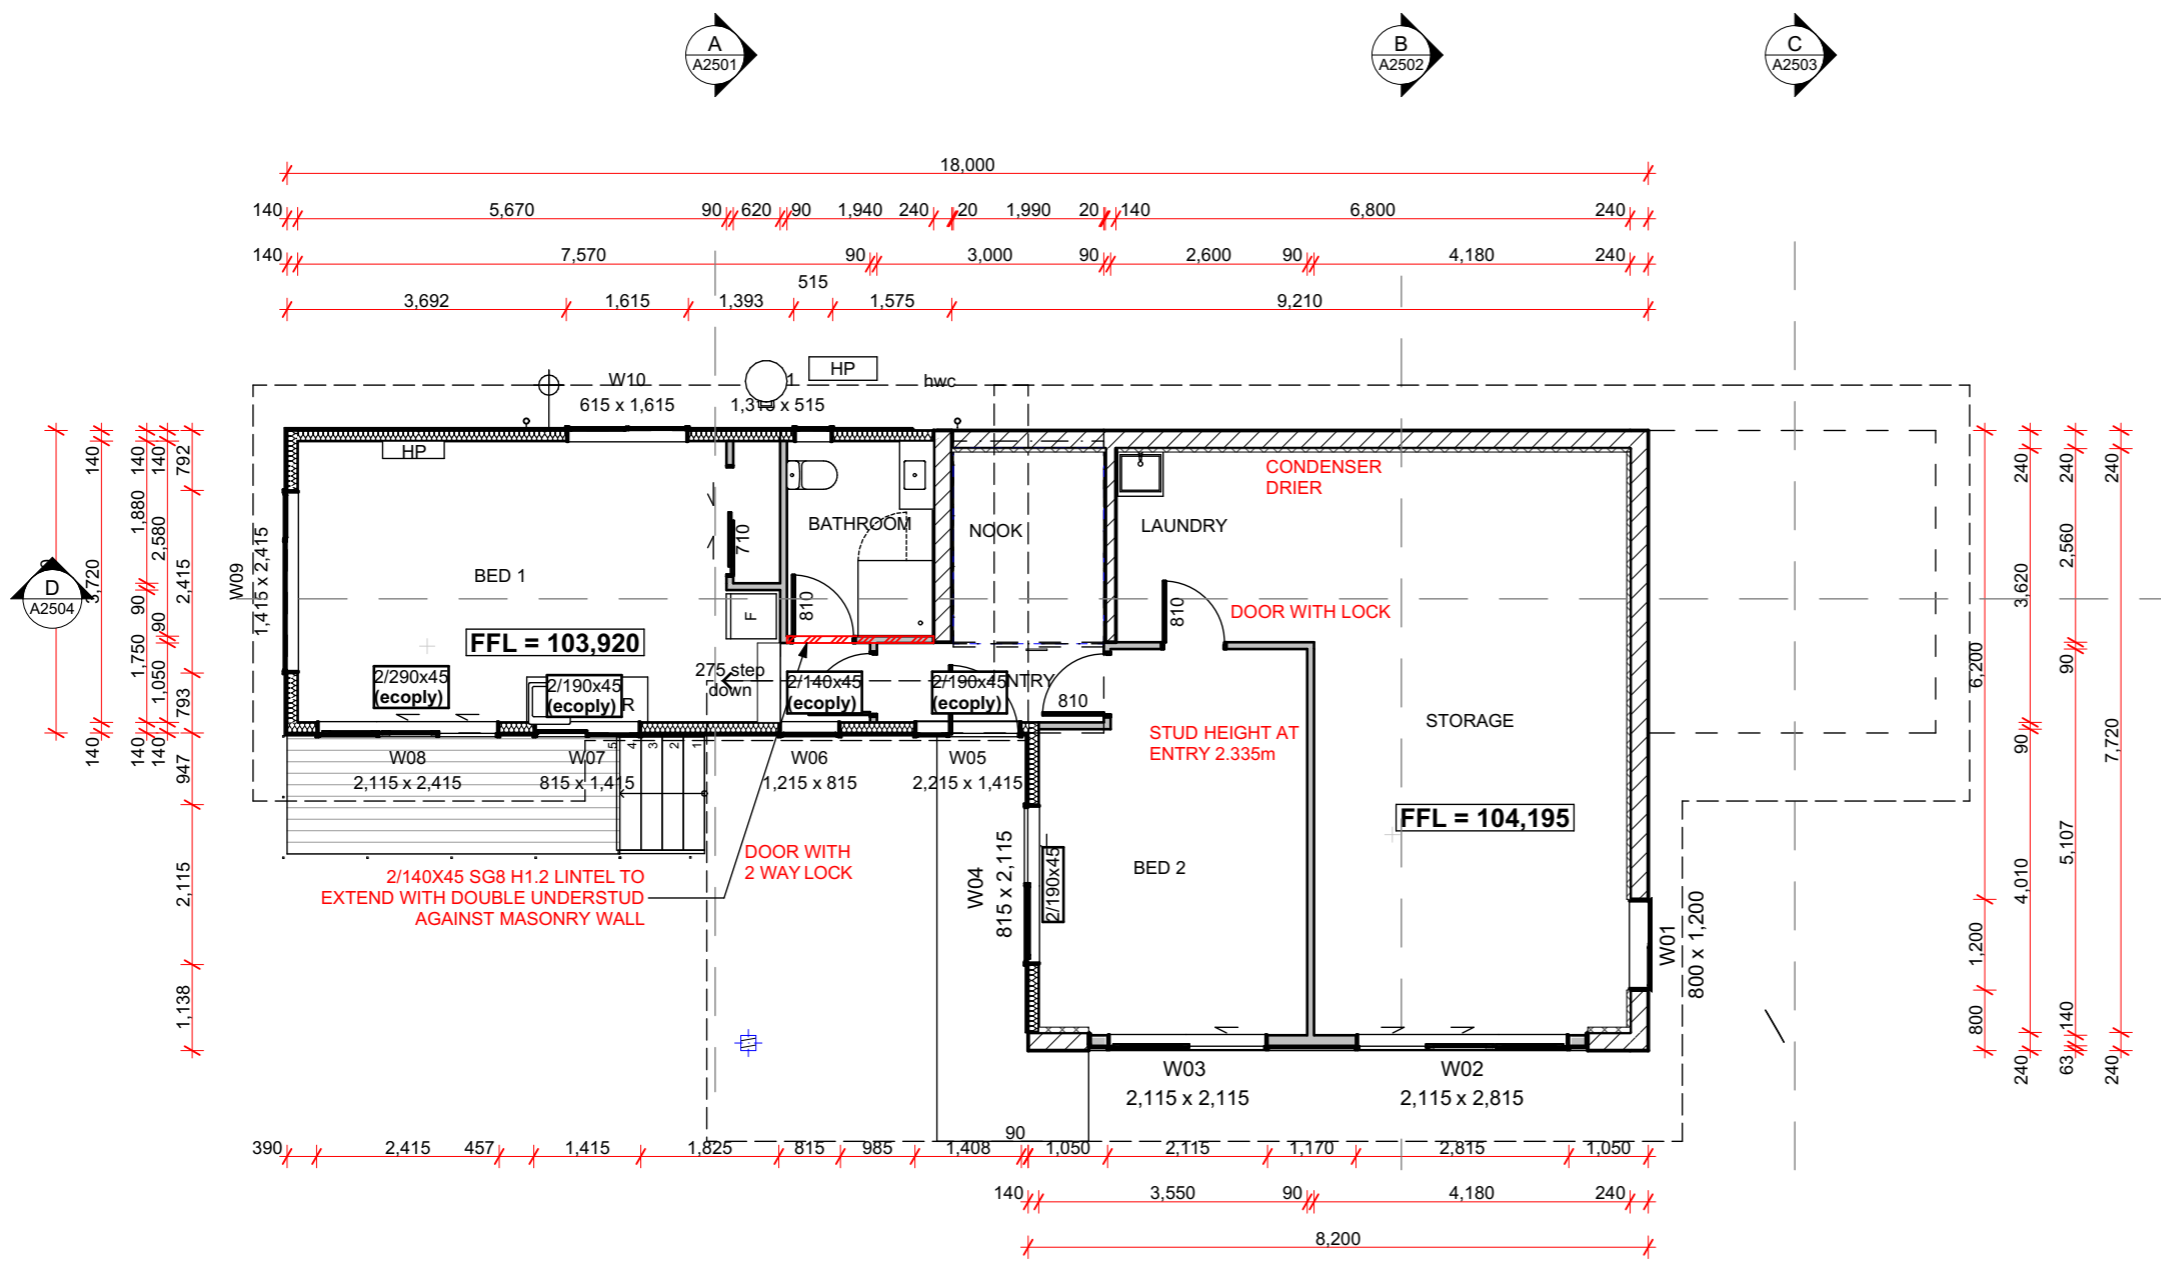 A
A2501
B
A2502
C
A2503
18,000
140 5,670 90 620 90 1,940 240 20 1,990 20 140 6,800 240
140 7,570 90 3,000 90 2,600 90 4,180 240
515
3,692 1,615 1,393 1,575 9,210
HP
W10
615 x 1,615
hwc
HP
BED 1
BATHROOM
NOOK
LAUNDRY
CONDENSER
DRIER
710
810
F
810
DOOR WITH LOCK
FFL = 103,920
275 step
down
2/290x45
(ecoply)
2/190x45
(ecoply)
R
2/140x45
(ecoply)
2/190x45
(ecoply)
810
STUD HEIGHT AT
ENTRY 2.335m
STORAGE
W08
2,115 x 2,415
W07
815 x 1,415
5 4 3 2 1
W06
1,215 x 815
W05
2,215 x 1,415
FFL = 104,195
DOOR WITH
2 WAY LOCK
BED 2
2/140X45 SG8 H1.2 LINTEL TO
EXTEND WITH DOUBLE UNDERSTUD
AGAINST MASONRY WALL
W04
815 x 2,115
2/190x45
W01
800 x 1,200
W09
1,415 x 2,415
D
A2504
140 140
140 1,880 90 1,750 140
140 2,580 90 1,050 140
792 2,415 793 947 2,115 1,138
6,200 1,200 800
240 3,620 90 4,010 240
240 2,560 90 5,107 140 63
240 7,720 240
W03
2,115 x 2,115
W02
2,115 x 2,815
90
390 2,415 457 1,415 1,825 815 985 1,408 1,050 2,115 1,170 2,815 1,050
140 3,550 90 4,180 240
8,200